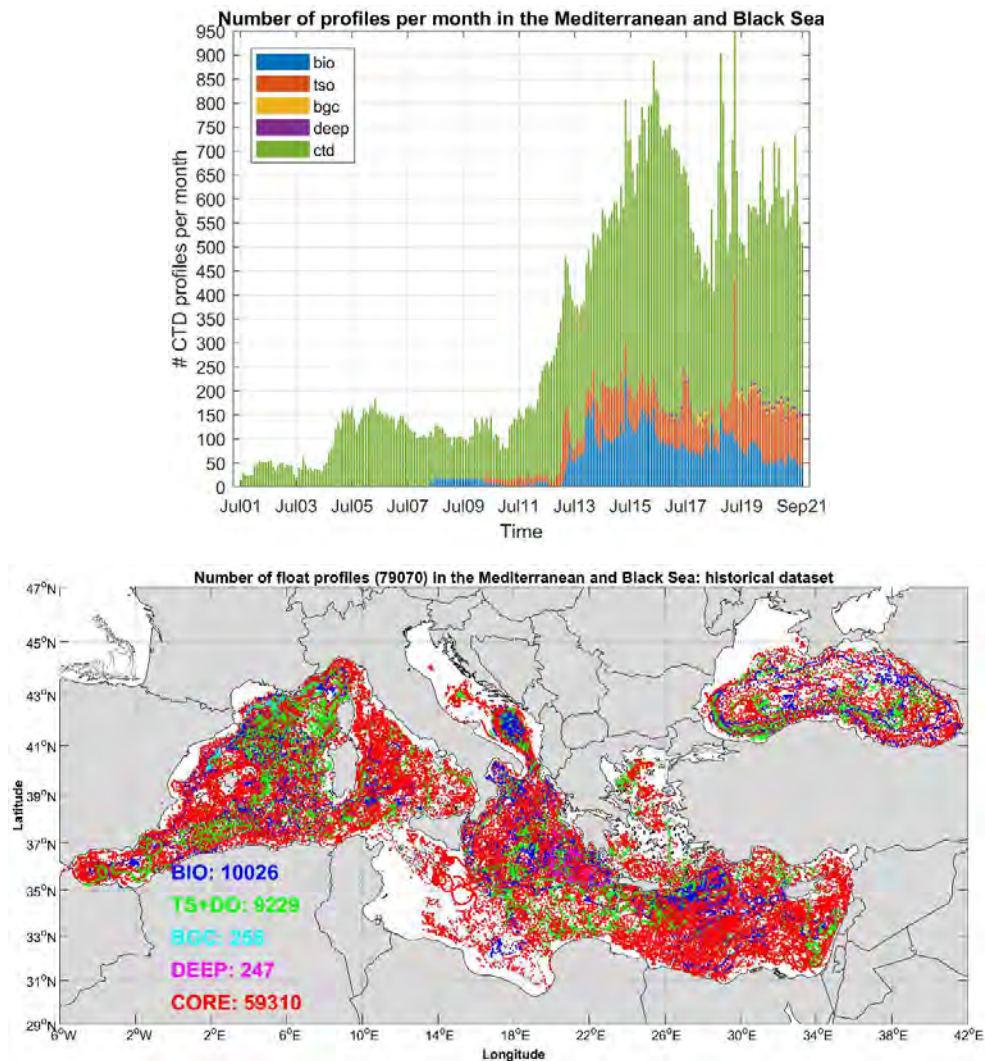 Number of profiles per month in the Mediterranean and Black Sea
950
900
850
800
750
700
650
600
550
500
450
400
350
300
250
200
150
100
50
0
# CTD profiles per month
bio
tso
bgc
deep
ctd
Jul01 Jul03 Jul05 Jul07 Jul09 Jul11 Jul13 Jul15 Jul17 Jul19 Sep21
Time
Number of float profiles (79070) in the Mediterranean and Black Sea: historical dataset
47°N
45°N
43°N
41°N
39°N
37°N
35°N
33°N
31°N
29°N
Latitude
BIO: 10026
TS+DO: 9229
BGC: 258
DEEP: 247
CORE: 59310
6°W 2°W 2°E 6°E 10°E 14°E 18°E 22°E 26°E 30°E 34°E 38°E 42°E
Longitude